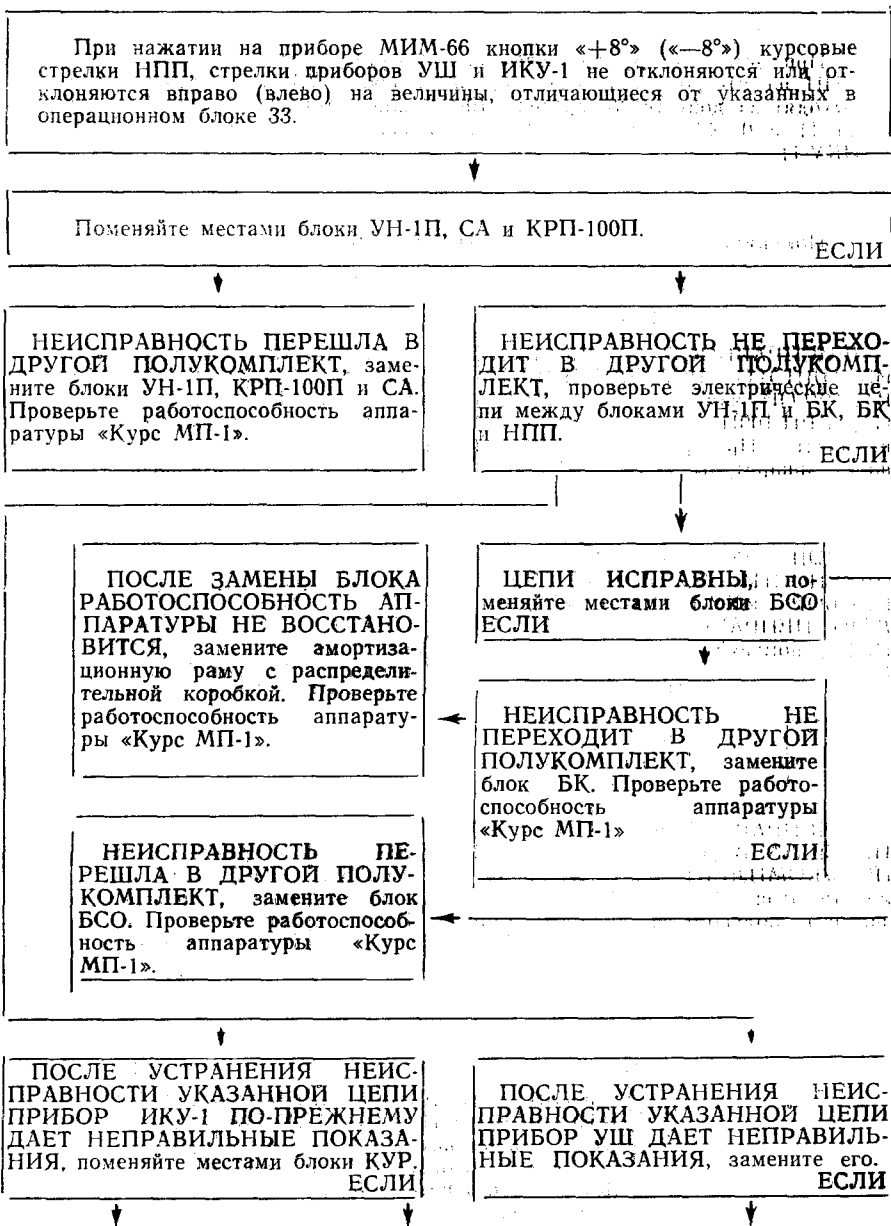 При нажатии на приборе МИМ-66 кнопки «+8°» («—8°») курсовые
стрелки НПП, стрелки приборов УШ и ИКУ-1 не отклоняются или от-
клоняются вправо (влево) на величины, отличающиеся от указанных в
операционном блоке 33.
Поменяйте местами блоки УН-1П, СА и КРП-100П.
ЕСЛИ
НЕИСПРАВНОСТЬ ПЕРЕШЛА В
ДРУГОЙ ПОЛУКОМПЛЕКТ, заме-
ните блоки УН-1П, КРП-100П и СА.
Проверьте работоспособность аппа-
ратуры «Курс МП-1».
НЕИСПРАВНОСТЬ НЕ ПЕРЕХО-
ДИТ В ДРУГОЙ ПОЛУКОМП-
ЛЕКТ, проверьте электрические це-
пи между блоками УН-1П и БК, БК
и НПП.
ЕСЛИ
ПОСЛЕ ЗАМЕНЫ БЛОКА
РАБОТОСПОСОБНОСТЬ АП-
ПАРАТУРЫ НЕ ВОССТАНО-
ВИТСЯ, замените амортиза-
ционную раму с распредели-
тельной коробкой. Проверьте
работоспособность аппарату-
ры «Курс МП-1».
ЦЕПИ ИСПРАВНЫ, по-
меняйте местами блоки БСО
ЕСЛИ
НЕИСПРАВНОСТЬ НЕ
ПЕРЕХОДИТ В ДРУГОЙ
ПОЛУКОМПЛЕКТ, замените
блок БК. Проверьте работо-
способность аппаратуры
«Курс МП-1»
ЕСЛИ
НЕИСПРАВНОСТЬ ПЕ-
РЕШЛА В ДРУГОЙ ПОЛУ-
КОМПЛЕКТ, замените блок
БСО. Проверьте работоспособ-
ность аппаратуры «Курс
МП-1».
ПОСЛЕ УСТРАНЕНИЯ НЕИС-
ПРАВНОСТИ УКАЗАННОЙ ЦЕПИ
ПРИБОР ИКУ-1 ПО-ПРЕЖНЕМУ
ДАЕТ НЕПРАВИЛЬНЫЕ ПОКАЗА-
НИЯ, поменяйте местами блоки КУР.
ЕСЛИ
ПОСЛЕ УСТРАНЕНИЯ НЕИС-
ПРАВНОСТИ УКАЗАННОЙ ЦЕПИ
ПРИБОР УШ ДАЕТ НЕПРАВИЛЬ-
НЫЕ ПОКАЗАНИЯ, замените его.
ЕСЛИ